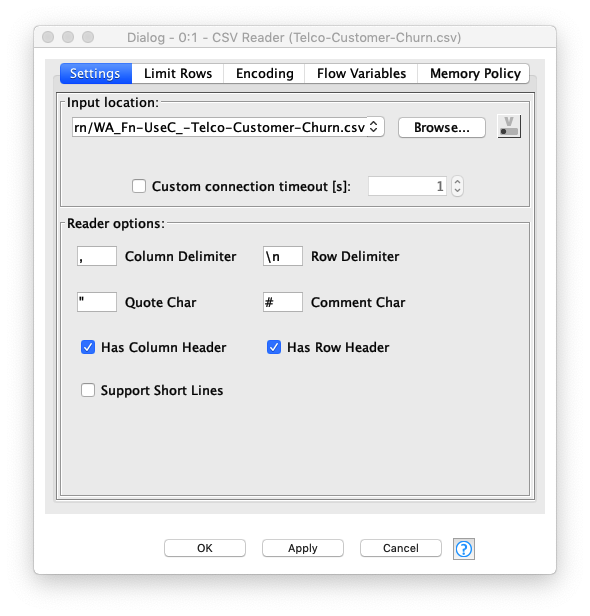 Dialog - 0:1 - CSV Reader (Telco-Customer-Churn.csv)
Settings Limit Rows Encoding Flow Variables Memory Policy
Input location:
rn/WA_Fn-UseC_-Telco-Customer-Churn.csv Browse... V
Custom connection timeout [s]: 1
Reader options:
, Column Delimiter \n Row Delimiter
" Quote Char # Comment Char
Has Column Header Has Row Header
Support Short Lines
OK Apply Cancel ?